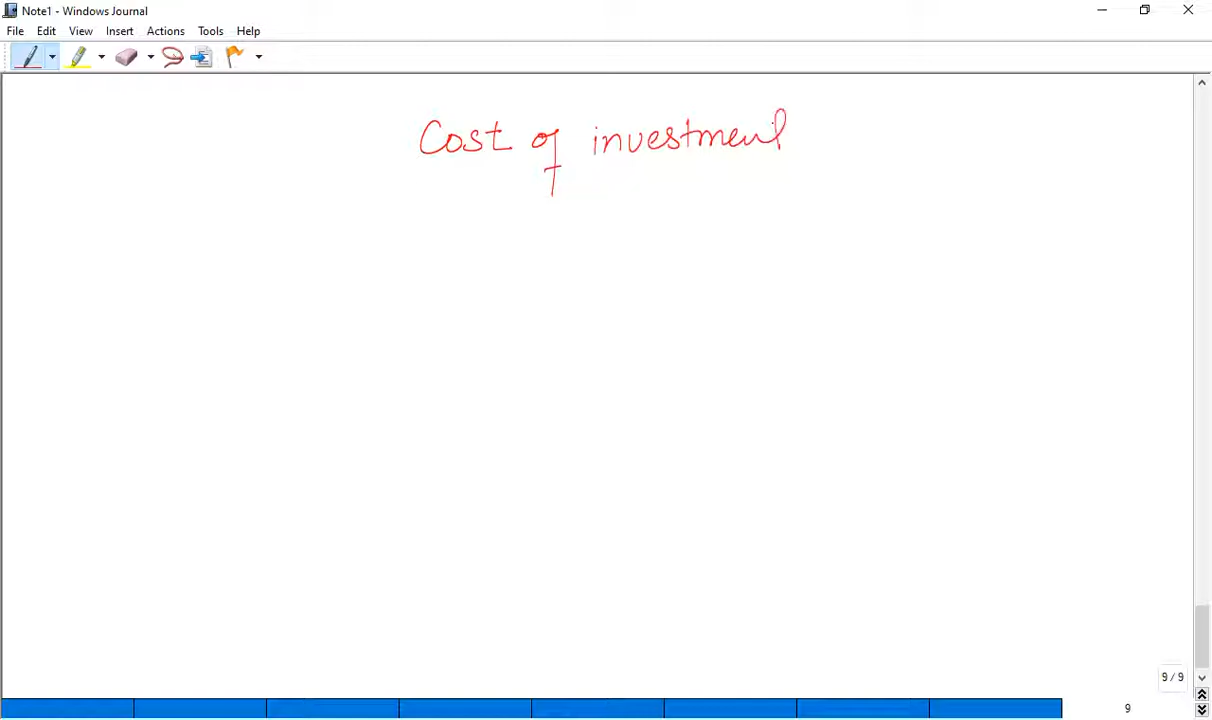 Note1 - Windows Journal
File Edit View Insert Actions Tools Help
Cost of investment
9 / 9
9